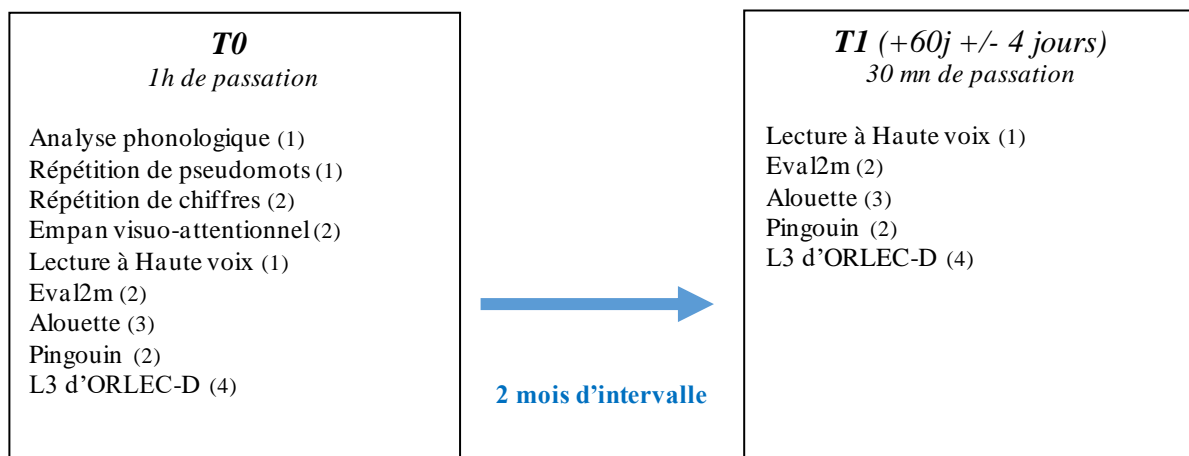 T0
1h de passation
Analyse phonologique (1)
Répétition de pseudomots (1)
Répétition de chiffres (2)
Empan visuo-attentionnel (2)
Lecture à Haute voix (1)
Eval2m (2)
Alouette (3)
Pingouin (2)
L3 d’ORLEC-D (4)
2 mois d’intervalle
T1 (+60j +/- 4 jours)
30 mn de passation
Lecture à Haute voix (1)
Eval2m (2)
Alouette (3)
Pingouin (2)
L3 d’ORLEC-D (4)